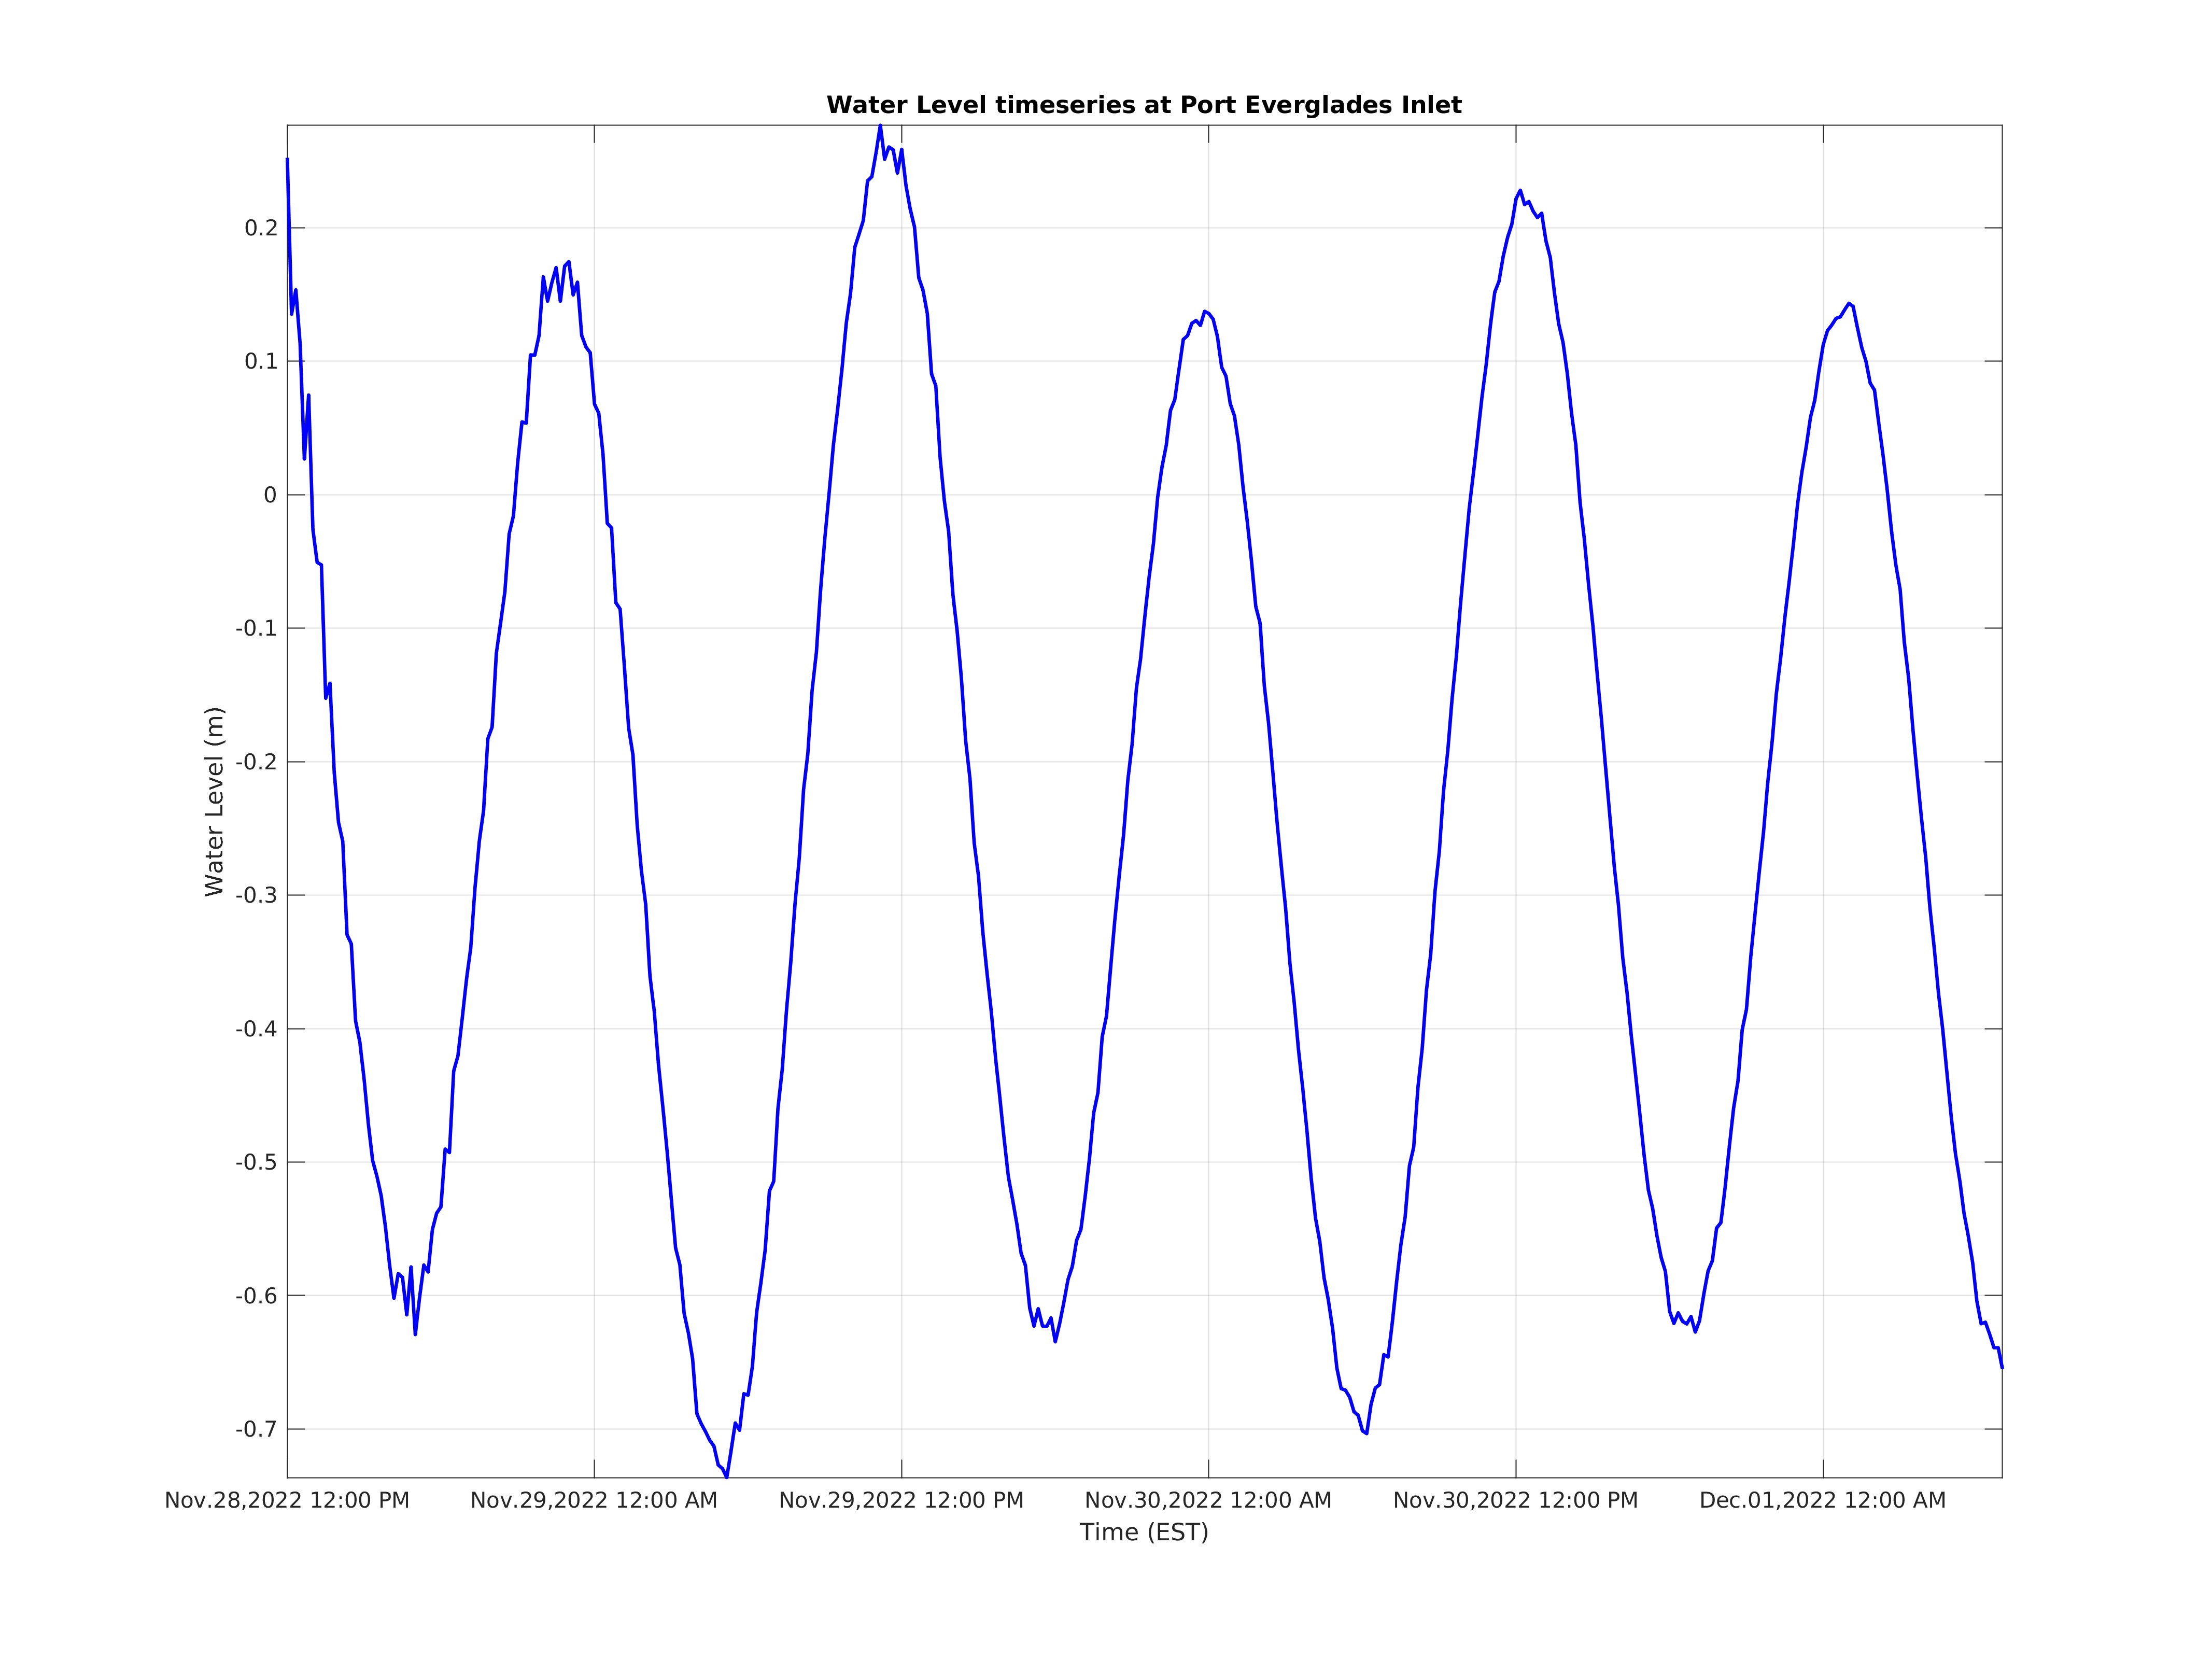 Water Level timeseries at Port Everglades Inlet
0.2
0.1
0
-0.1
-0.2
-0.3
-0.4
-0.5
-0.6
-0.7
Water Level (m)
Nov.28,2022 12:00 PM
Nov.29,2022 12:00 AM
Nov.29,2022 12:00 PM
Nov.30,2022 12:00 AM
Nov.30,2022 12:00 PM
Dec.01,2022 12:00 AM
Time (EST)